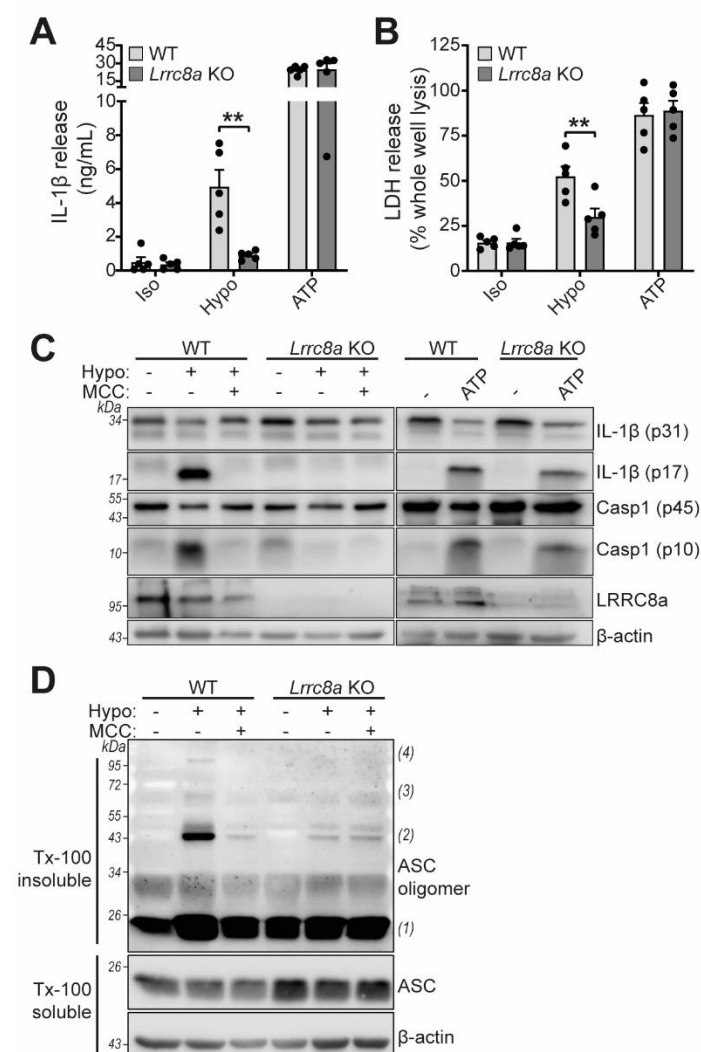 A
WT
Lrrc8a KO
IL-1β release
(ng/mL)
45
30
15
6
4
2
0
**
Iso
Hypo
ATP
B
WT
Lrrc8a KO
LDH release
(% whole well lysis)
125
100
75
50
25
0
**
Iso
Hypo
ATP
C
WT Lrrc8a KO WT Lrrc8a KO
Hypo: - + + - + +
MCC: - - + - - + - ATP - ATP
kDa
34- IL-1β (p31)
17- IL-1β (p17)
55-
43- Casp1 (p45)
10- Casp1 (p10)
95- LRRC8a
43- β-actin
D
WT Lrrc8a KO
Hypo: - + + - + +
MCC: - - + - - +
kDa
95- (4)
72- (3)
55-
43- (2)
Tx-100
insoluble
34- ASC
oligomer
26- (1)
26- ASC
Tx-100
soluble
43- β-actin